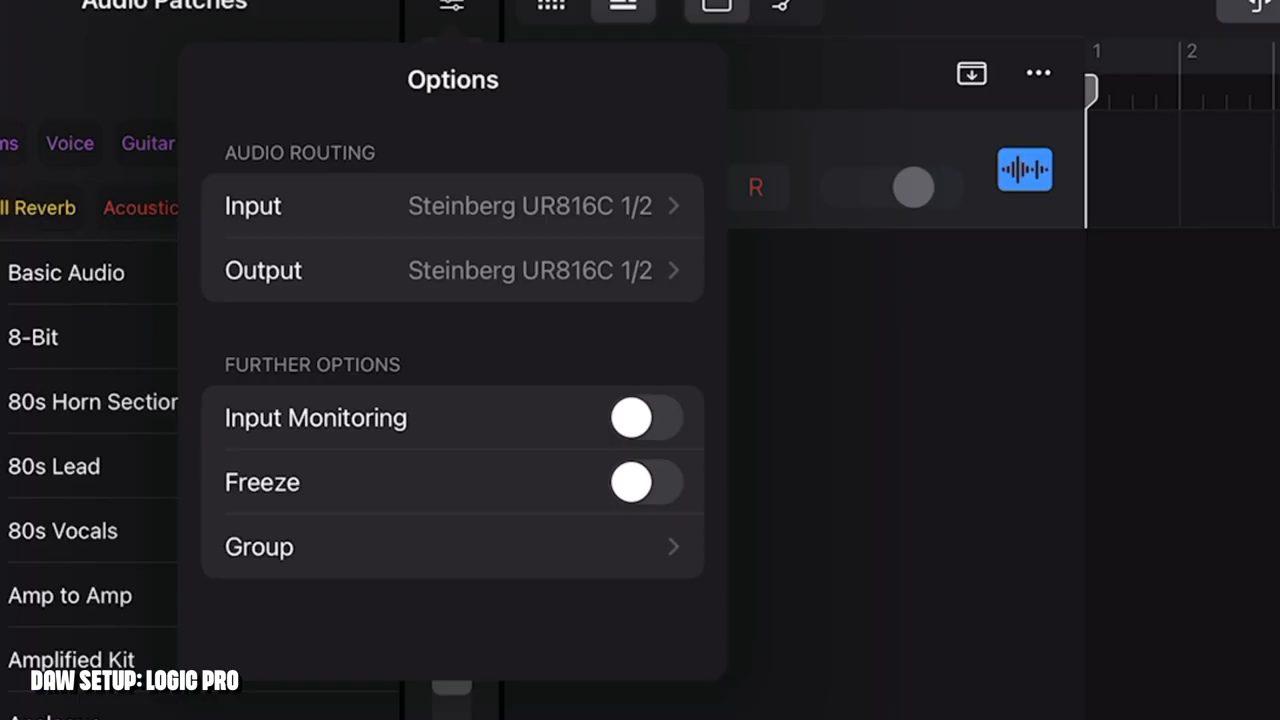 Audio Patches
Options
1
2
AUDIO ROUTING
ms
Voice
Guitar
Input
Steinberg UR816C 1/2
R
ll Reverb
Acoustic
Output
Steinberg UR816C 1/2
Basic Audio
8-Bit
FURTHER OPTIONS
80s Horn Section
Input Monitoring
80s Lead
Freeze
80s Vocals
Group
Amp to Amp
Amplified Kit
DAW SETUP: LOGIC PRO